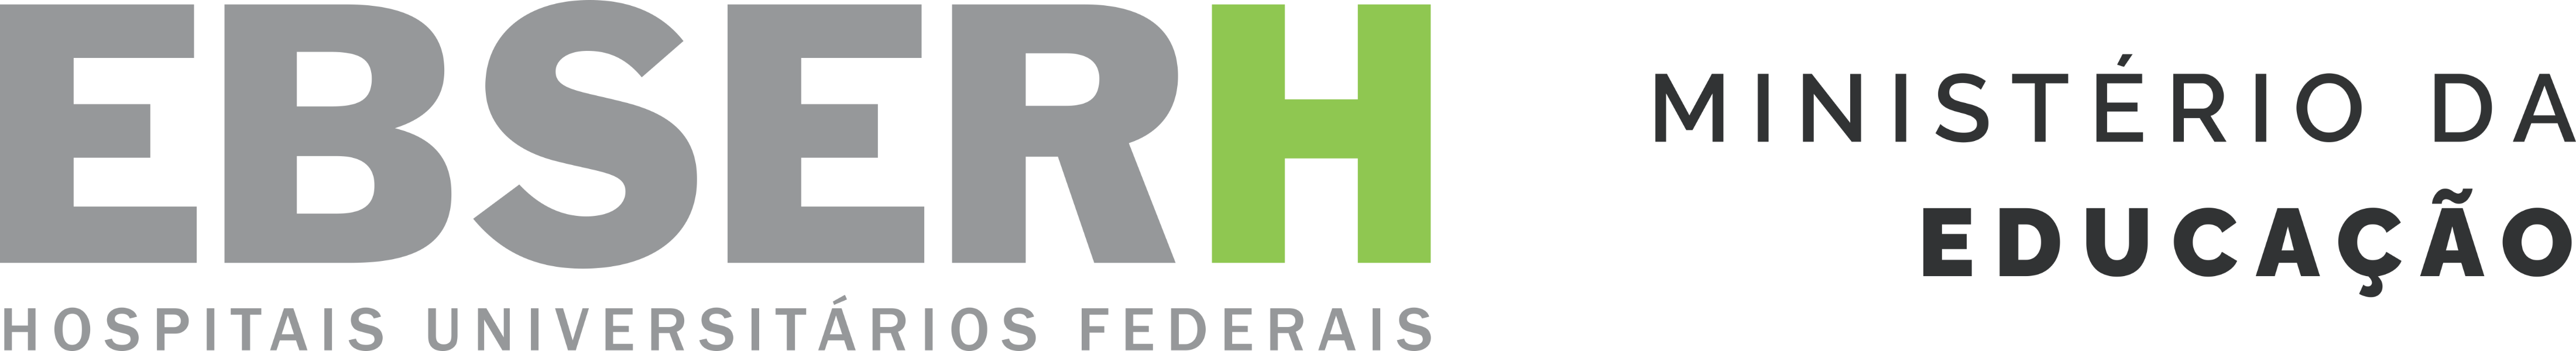 EBSERH
HOSPITAIS UNIVERSITÁRIOS FEDERAIS
MINISTÉRIO DA
EDUCAÇÃO